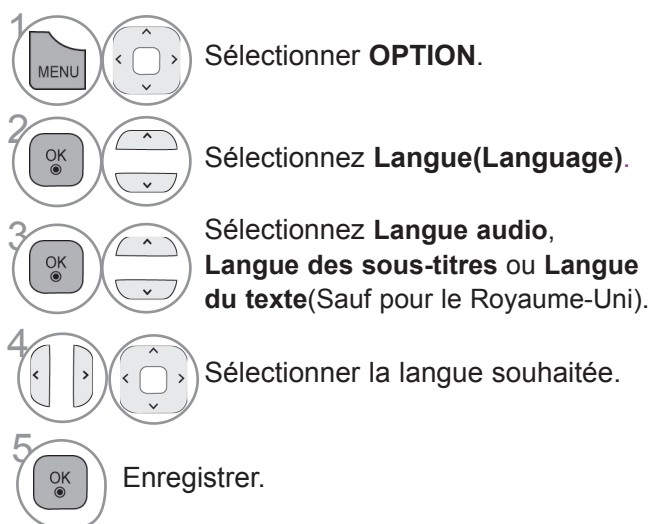 1
MENU
Sélectionner OPTION.
2
OK
Sélectionnez Langue(Language).
3
OK
Sélectionnez Langue audio,
Langue des sous-titres ou Langue
du texte(Sauf pour le Royaume-Uni).
4
Sélectionner la langue souhaitée.
5
OK
Enregistrer.